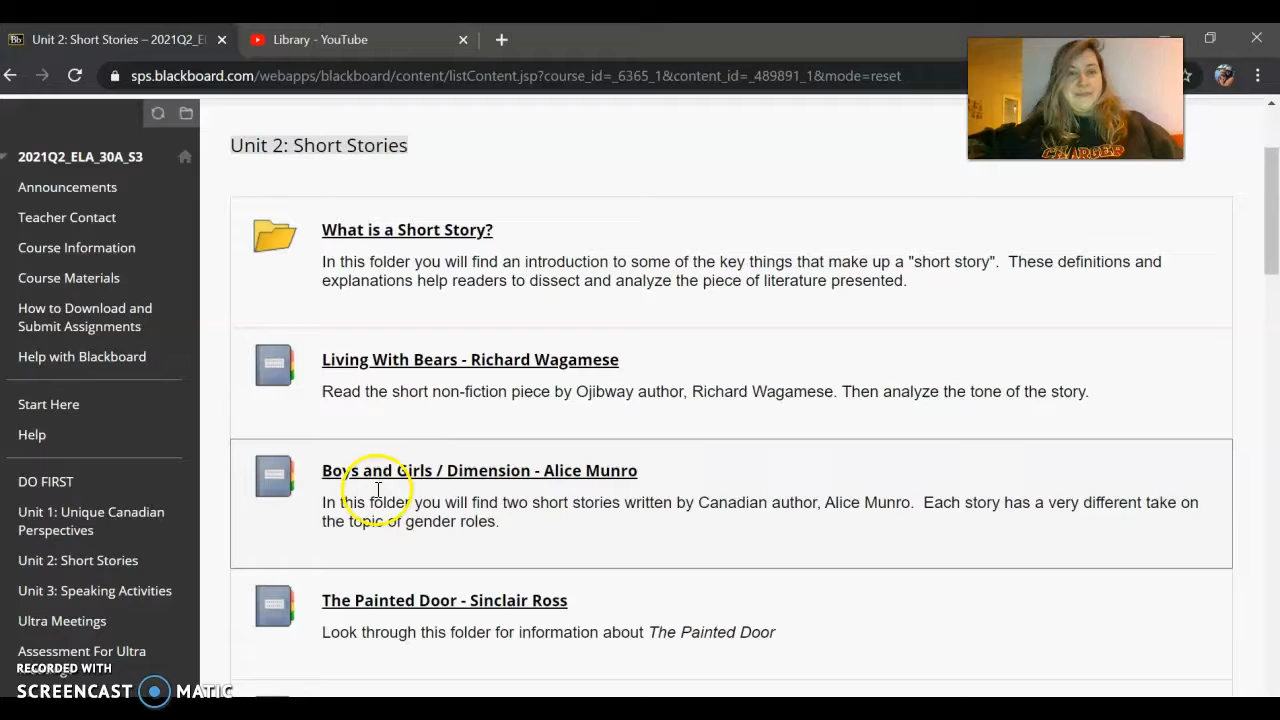 Unit 2: Short Stories – 2021Q2_EL
Library - YouTube
sps.blackboard.com/webapps/blackboard/content/listContent.jsp?course_id=_6365_1&content_id=_489891_1&mode=reset
CHARGER
2021Q2_ELA_30A_S3
Announcements
Teacher Contact
Course Information
Course Materials
How to Download and
Submit Assignments
Help with Blackboard
Start Here
Help
DO FIRST
Unit 1: Unique Canadian
Perspectives
Unit 2: Short Stories
Unit 3: Speaking Activities
Ultra Meetings
Assessment For Ultra
RECORDED WITH
SCREENCAST MATIC
Unit 2: Short Stories
What is a Short Story?
In this folder you will find an introduction to some of the key things that make up a "short story". These definitions and
explanations help readers to dissect and analyze the piece of literature presented.
Living With Bears - Richard Wagamese
Read the short non-fiction piece by Ojibway author, Richard Wagamese. Then analyze the tone of the story.
Boys and Girls / Dimension - Alice Munro
In this folder you will find two short stories written by Canadian author, Alice Munro. Each story has a very different take on
the topic of gender roles.
The Painted Door - Sinclair Ross
Look through this folder for information about The Painted Door